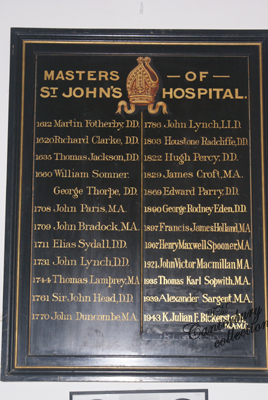 MASTERS — OF —
ST JOHN'S HOSPITAL.
1612 Martin Fotherby, D.D.
1620 Richard Clarke, D.D.
1695 Thomas Jackson, D.D.
1660 William Somner.
George Thorpe, D.D.
1708 John Paris, M.A.
1709 John Bradock, M.A.
1711 Elias Sydall, D.D.
1731 John Lynch, D.D.
1744 Thomas Lamprey, M.A.
1761 Sir John Head, D.D.
1770 John Duncombe, M.A.
1786 John Lynch, LL.D.
1803 Houstone Radcliffe, D.D.
1822 Hugh Percy, D.D.
1829 James Croft, M.A.
1869 Edward Parry, D.D.
1890 George Rodney Eden, D.D.
1897 Francis James Holland, M.A.
1907 Henry Maxwell Spooner, M.A.
1921 John Victor Macmillan, M.A.
1935 Thomas Karl Sopwith, M.A.
1939 Alexander Sargent, M.A.
1943 K. Julian F. Bickersteth
M.A.M.C.
Canterbury
collection